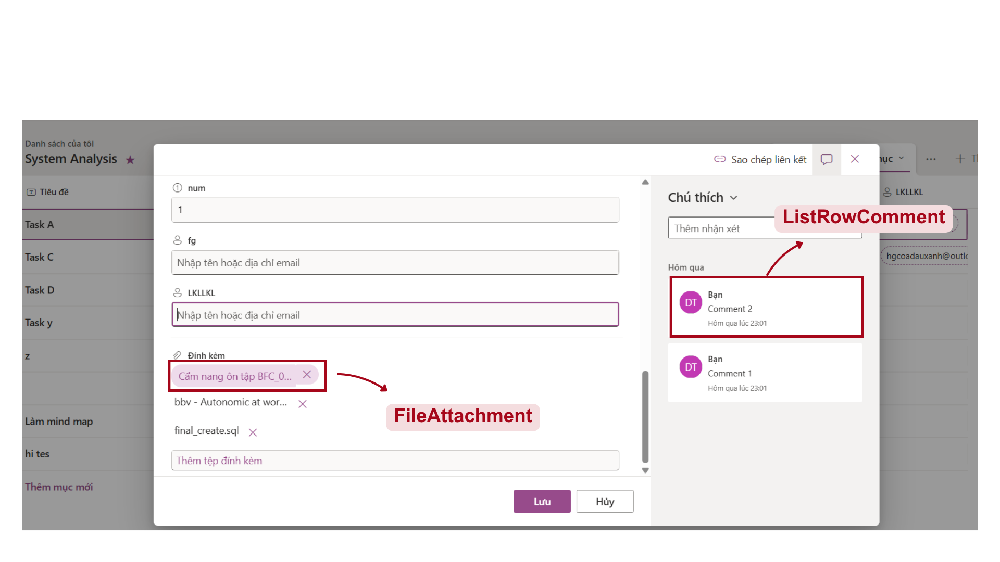 Danh sách của tôi
System Analysis
Tiêu đề
Task A
Task C
Task D
Task y
z
Làm mind map
hi tes
Thêm mục mới
Sao chép liên kết
num
1
fg
Nhập tên hoặc địa chỉ email
LKLLKL
Nhập tên hoặc địa chỉ email
Đính kèm
Cẩm nang ôn tập BFC_0...
bbv - Autonomic at wor...
final_create.sql
Thêm tệp đính kèm
FileAttachment
Lưu
Hủy
Chú thích
Thêm nhận xét
ListRowComment
Hôm qua
DT
Bạn
Comment 2
Hôm qua lúc 23:01
DT
Bạn
Comment 1
Hôm qua lúc 23:01
LKLLKL
hgcoadauxanh@outlo